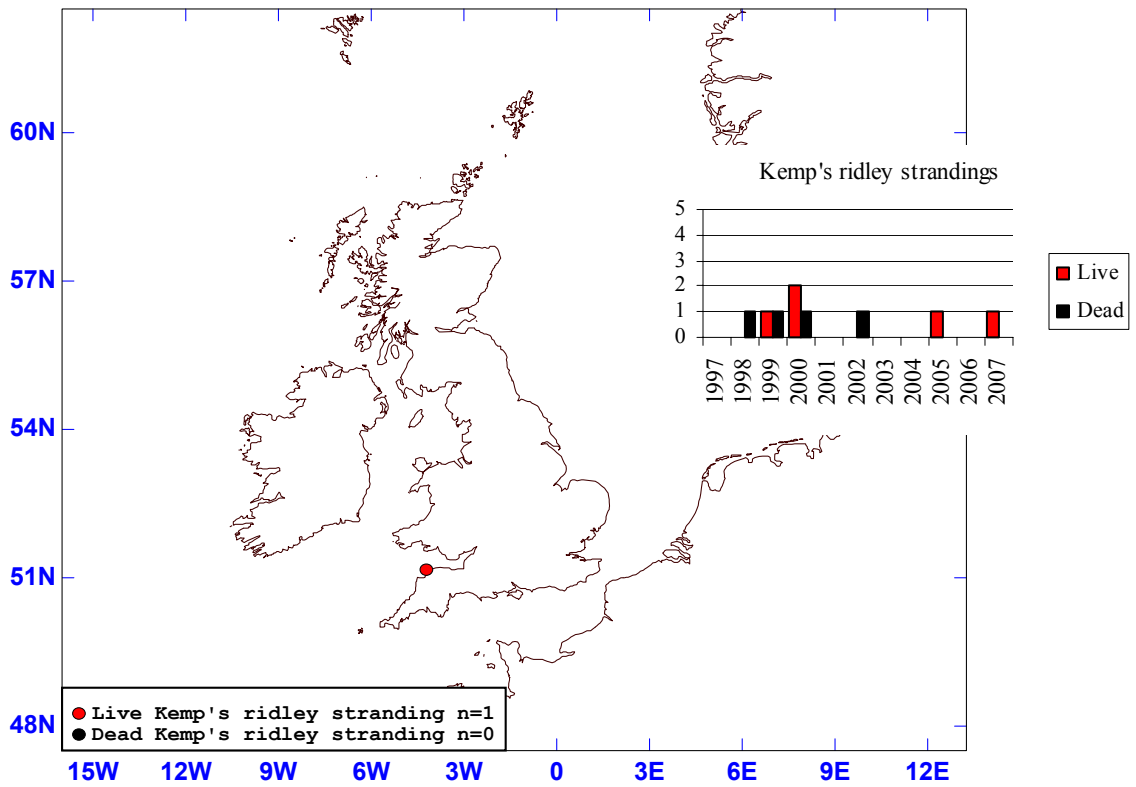 60N
57N
54N
51N
48N
Kemp's ridley strandings
5
4
3
2
1
0
1997
1998
1999
2000
2001
2002
2003
2004
2005
2006
2007
Live
Dead
Live Kemp's ridley stranding n=1
Dead Kemp's ridley stranding n=0
15W 12W 9W 6W 3W 0 3E 6E 9E 12E